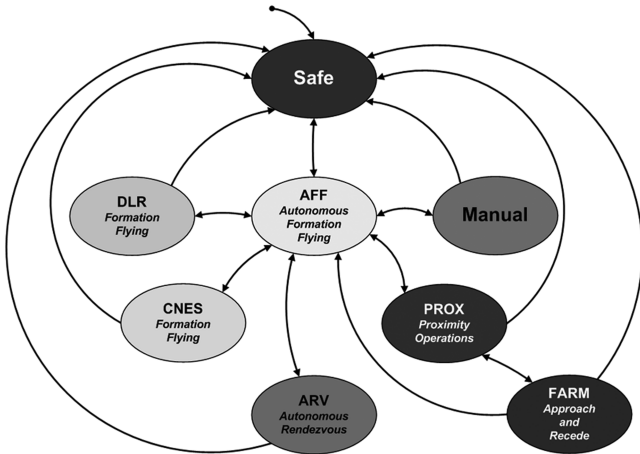 Safe
DLR
Formation
Flying
AFF
Autonomous
Formation
Flying
Manual
CNES
Formation
Flying
PROX
Proximity
Operations
ARV
Autonomous
Rendezvous
FARM
Approach
and
Recede